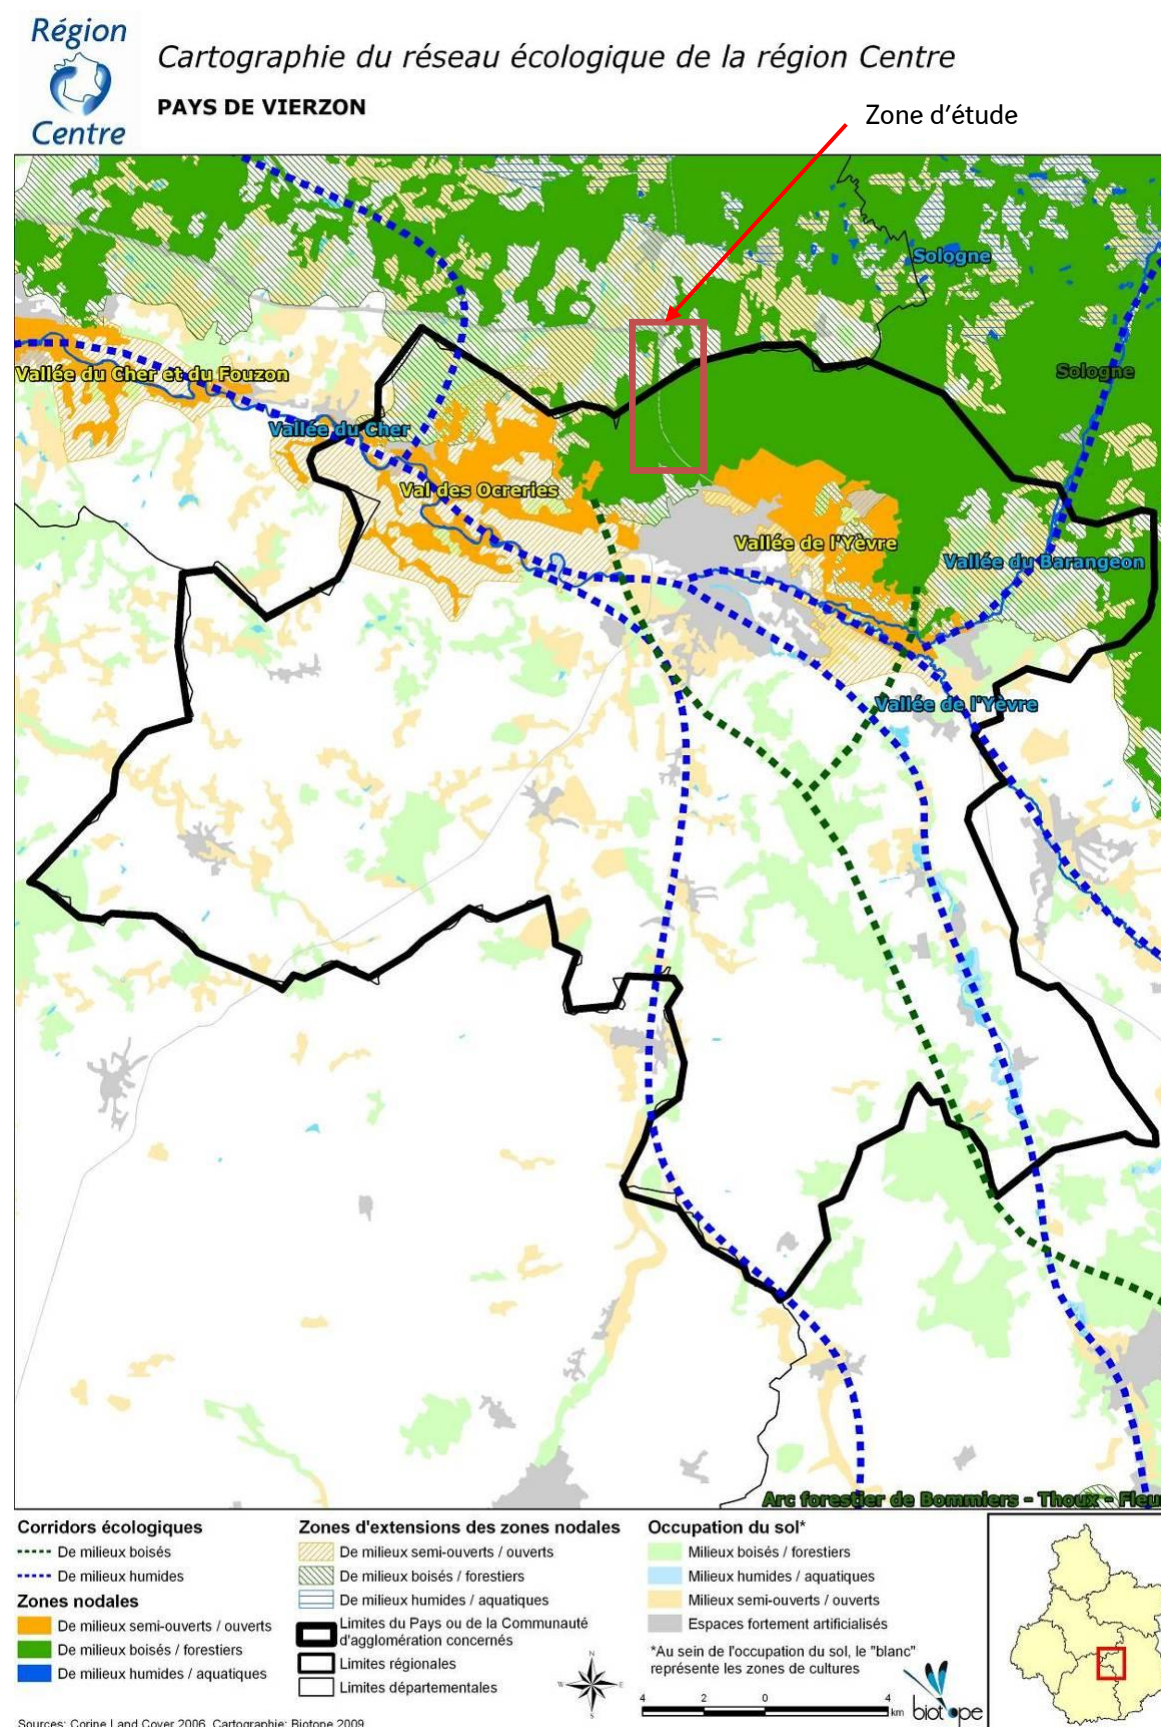 Région
Centre
Cartographie du réseau écologique de la région Centre
PAYS DE VIERZON
Zone d'étude
Sologne
Sologne
Vallée du Cher et du Fouzon
Vallée du Cher
Val des Ocreries
Vallée de l'Yèvre
Vallée du Barangeon
Vallée de l'Yèvre
Arc forestier de Bommiers - Thoux - Fleur
Corridors écologiques
De milieux boisés
De milieux humides
Zones nodales
De milieux semi-ouverts / ouverts
De milieux boisés / forestiers
De milieux humides / aquatiques
Zones d'extensions des zones nodales
De milieux semi-ouverts / ouverts
De milieux boisés / forestiers
De milieux humides / aquatiques
Limites du Pays ou de la Communauté
d'agglomération concernés
Limites régionales
Limites départementales
Occupation du sol*
Milieux boisés / forestiers
Milieux humides / aquatiques
Milieux semi-ouverts / ouverts
Espaces fortement artificialisés
*Au sein de l'occupation du sol, le "blanc"
représente les zones de cultures
N
W E
S
4 2 0 4
km
biotope
Sources: Corine Land Cover 2006. Cartographie: Biotope 2009